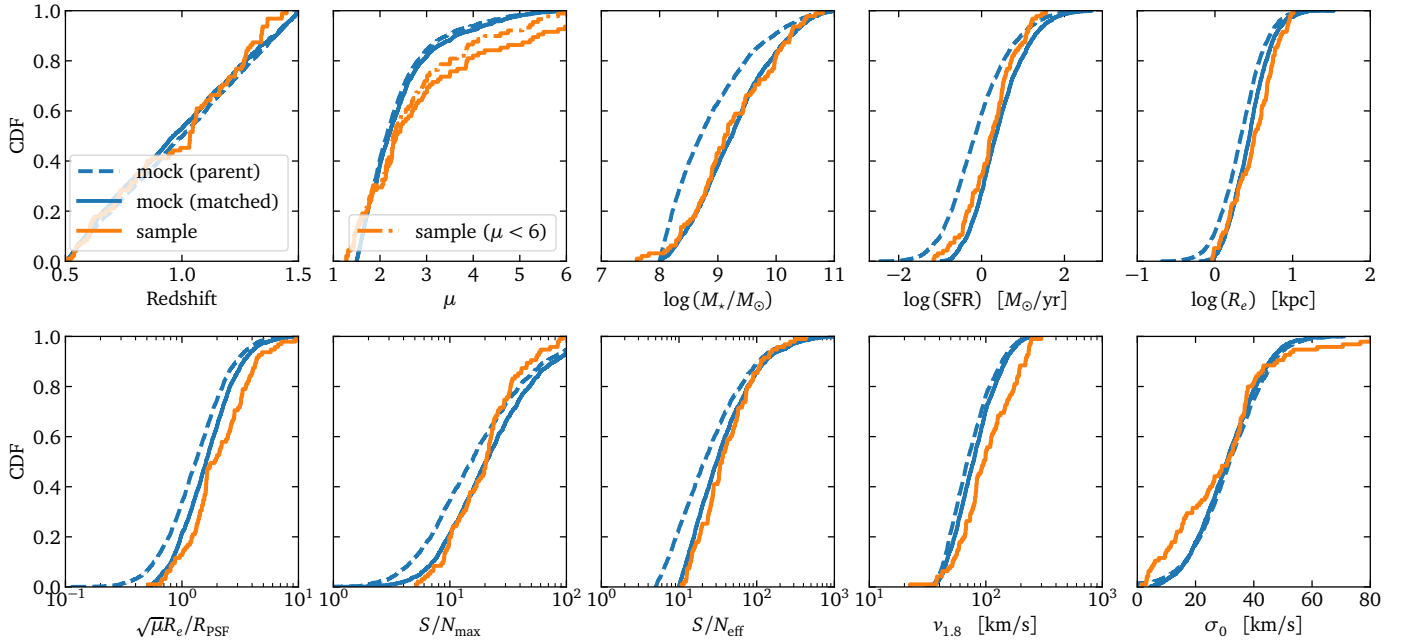 CDF
1.0
0.8
0.6
0.4
0.2
0.0
mock (parent)
mock (matched)
sample
0.5 1.0 1.5
Redshift
sample (μ < 6)
1 2 3 4 5 6
μ
7 8 9 10 11
log(M⋆/M⊙)
−2 0 2
log(SFR) [M⊙/yr]
−1 0 1 2
log(Rₑ) [kpc]
CDF
1.0
0.8
0.6
0.4
0.2
0.0
10⁻¹ 10⁰ 10¹
√μRₑ/R_PSF
10⁰ 10¹ 10²
S/N_max
10⁰ 10¹ 10² 10³
S/N_eff
10¹ 10² 10³
v₁.₈ [km/s]
0 20 40 60 80
σ₀ [km/s]